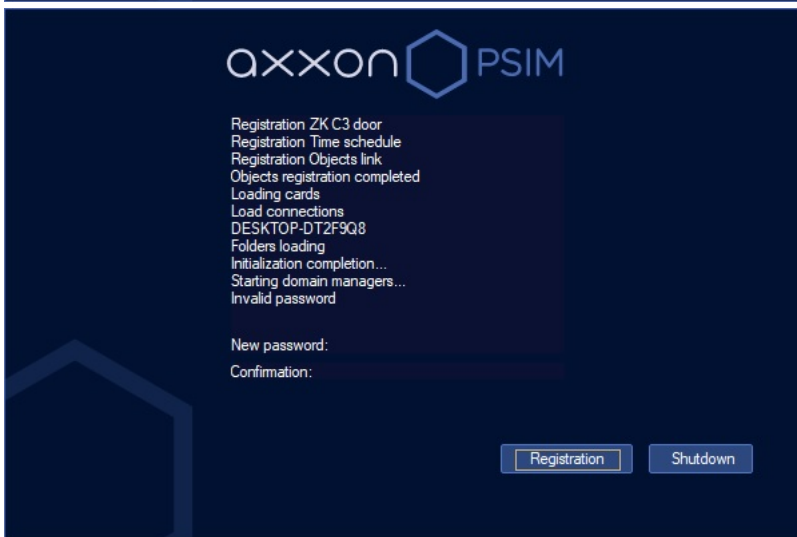 axxon PSIM
Registration ZK C3 door
Registration Time schedule
Registration Objects link
Objects registration completed
Loading cards
Load connections
DESKTOP-DT2F9Q8
Folders loading
Initialization completion...
Starting domain managers...
Invalid password
New password:
Confirmation:
Registration
Shutdown